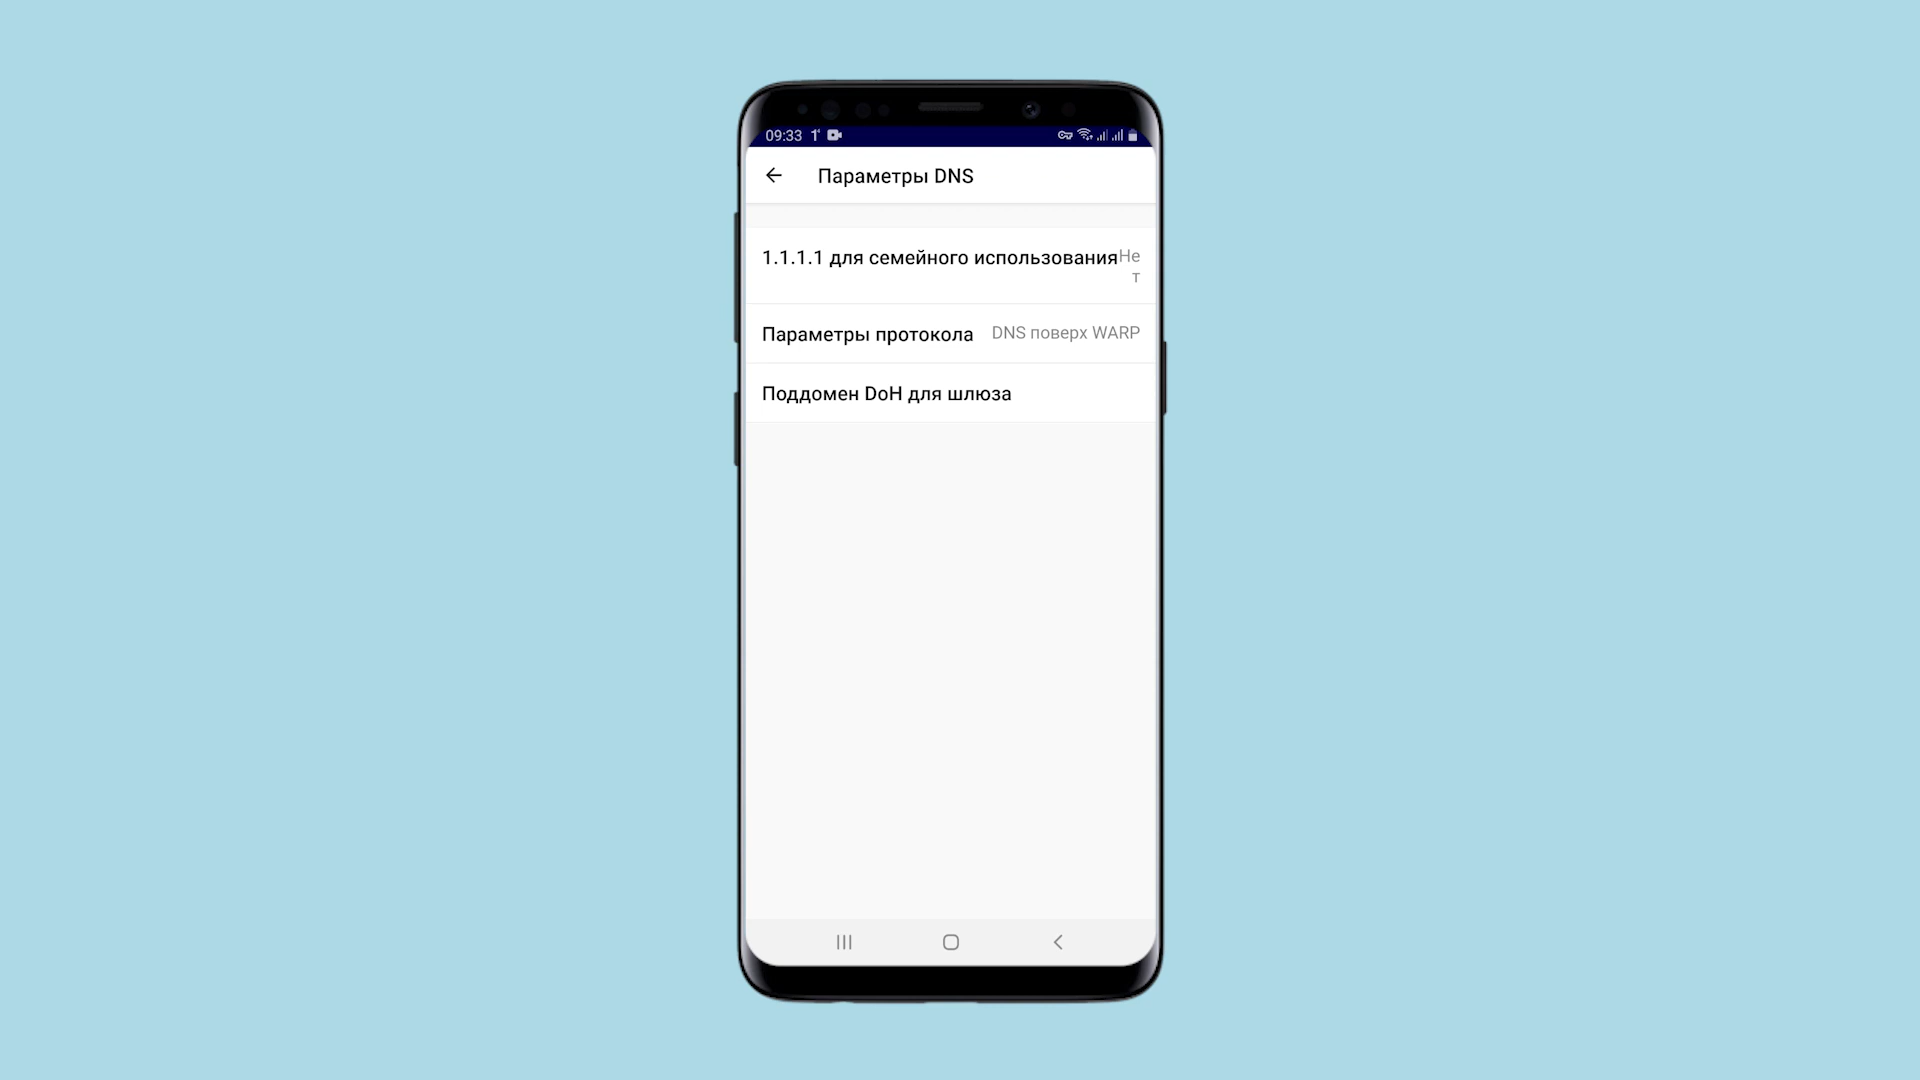 09:33
Параметры DNS
1.1.1.1 для семейного использования Не
т
Параметры протокола DNS поверх WARP
Поддомен DoH для шлюза